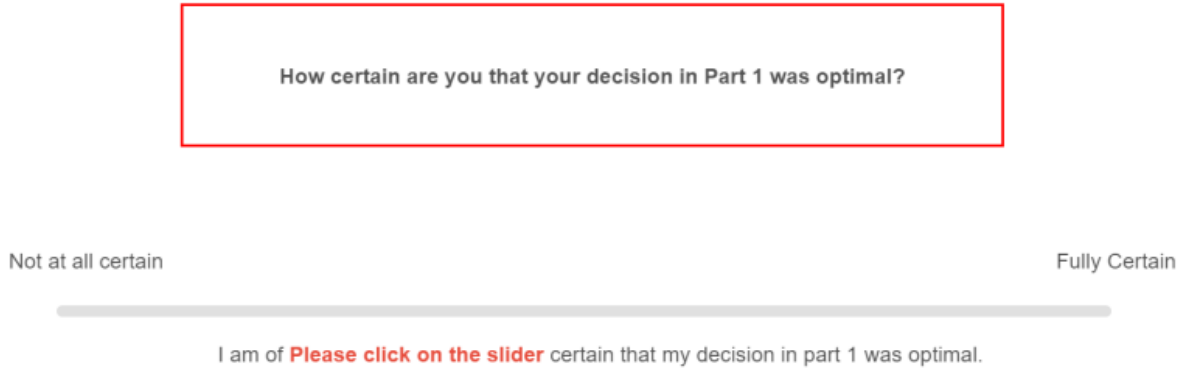 How certain are you that your decision in Part 1 was optimal?
Not at all certain
Fully Certain
I am of Please click on the slider certain that my decision in part 1 was optimal.